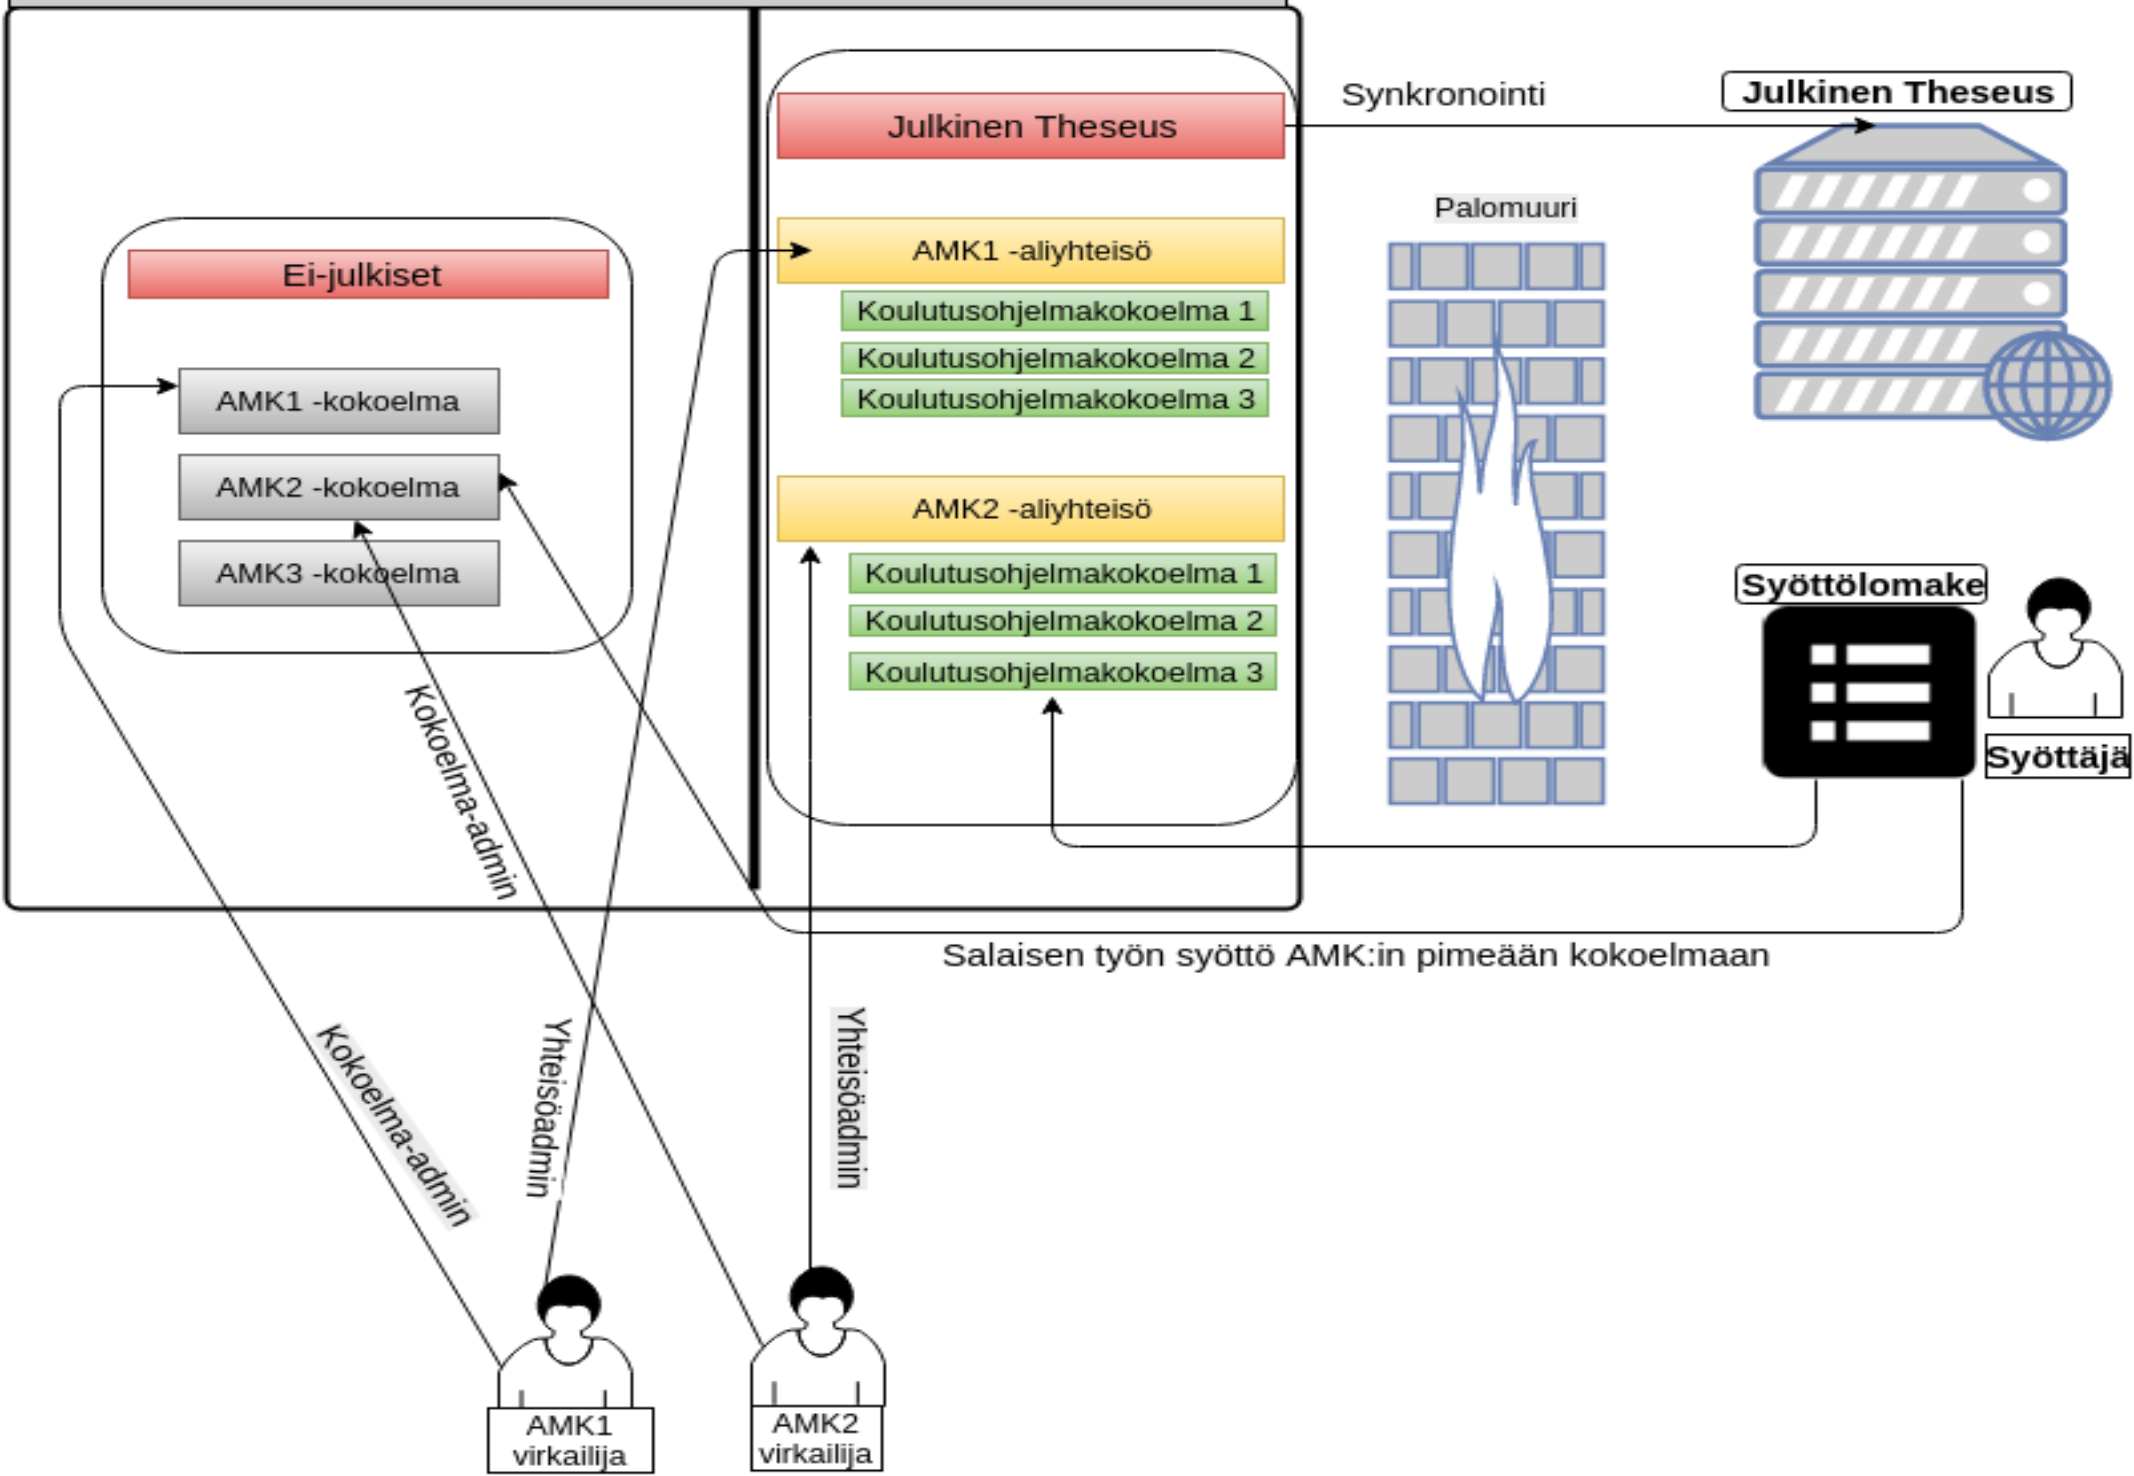 Ei-julkiset
AMK1 -kokoelma
AMK2 -kokoelma
AMK3 -kokoelma
Julkinen Theseus
AMK1 -aliyhteisö
Koulutusohjelmakokoelma 1
Koulutusohjelmakokoelma 2
Koulutusohjelmakokoelma 3
AMK2 -aliyhteisö
Koulutusohjelmakokoelma 1
Koulutusohjelmakokoelma 2
Koulutusohjelmakokoelma 3
Synkronointi
Julkinen Theseus
Palomuuri
Syöttölomake
Syöttäjä
Salaisen työn syöttö AMK:in pimeään kokoelmaan
Kokoelma-admin
Kokoelma-admin
Yhteisöadmin
Yhteisöadmin
AMK1
virkailija
AMK2
virkailija